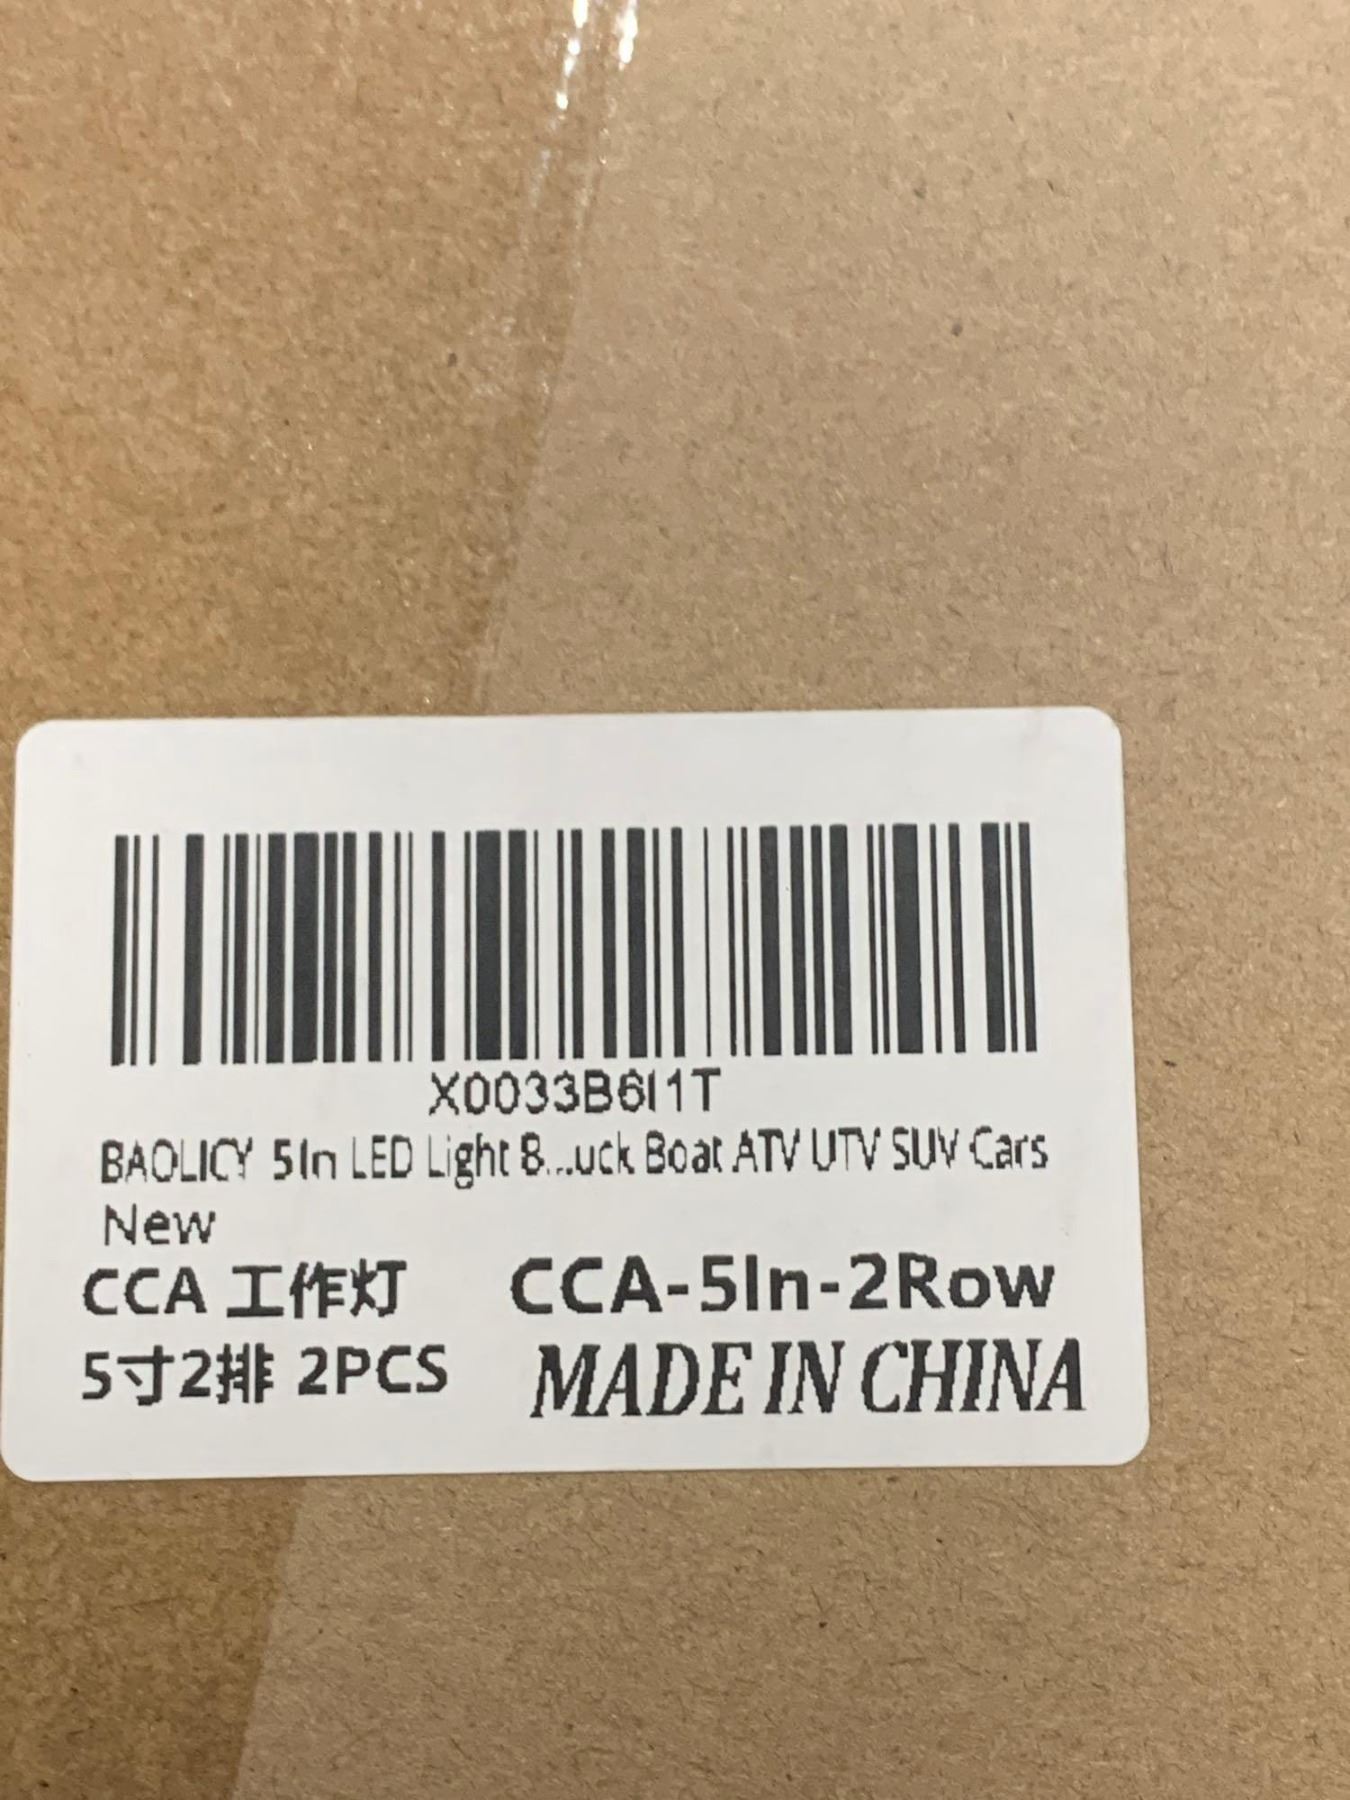 X0033B6I1T
BAOLICY 5In LED Light B...uck Boat ATV UTV SUV Cars
New
CCA 工作灯 CCA-5In-2Row
5寸2排 2PCS MADE IN CHINA